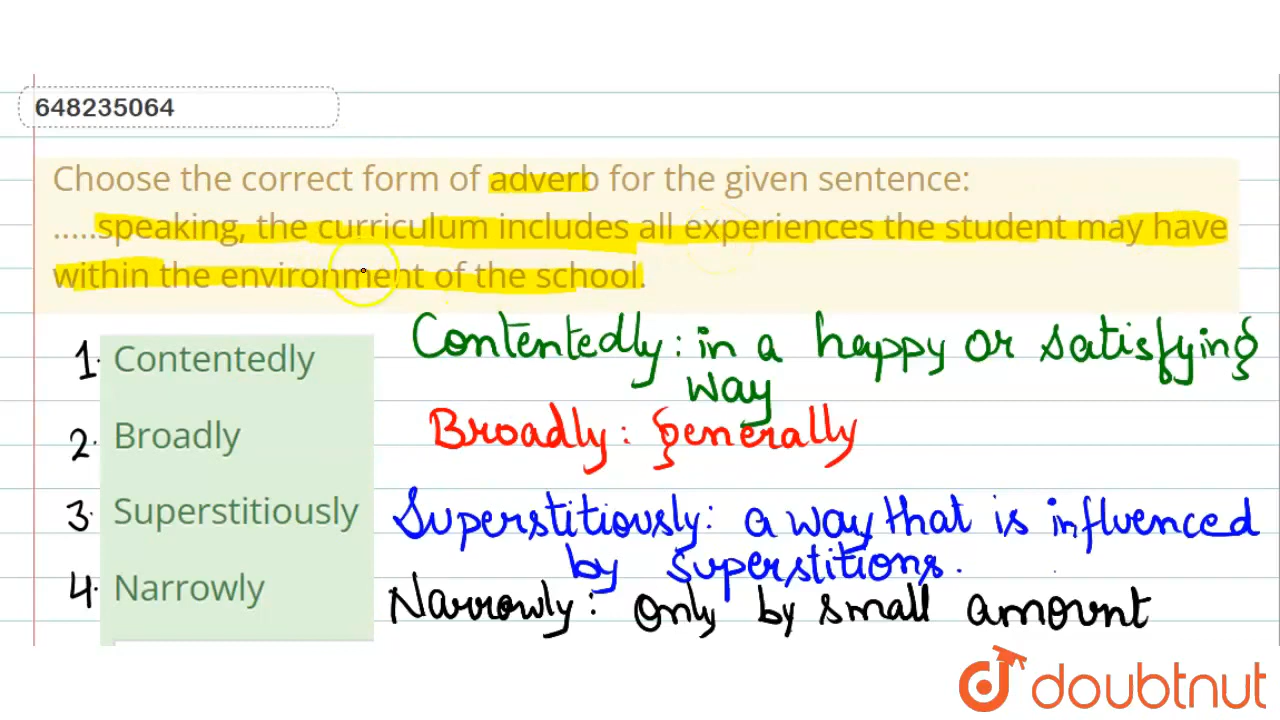 648235064
Choose the correct form of adverb for the given sentence:
.....speaking, the curriculum includes all experiences the student may have
within the environment of the school.
1. Contentedly
Contentedly: in a happy or satisfying
way
2. Broadly
Broadly: generally
3. Superstitiously
Superstitiously: a way that is influenced
by superstitions.
4. Narrowly
Narrowly: only by small amount
doubtnut